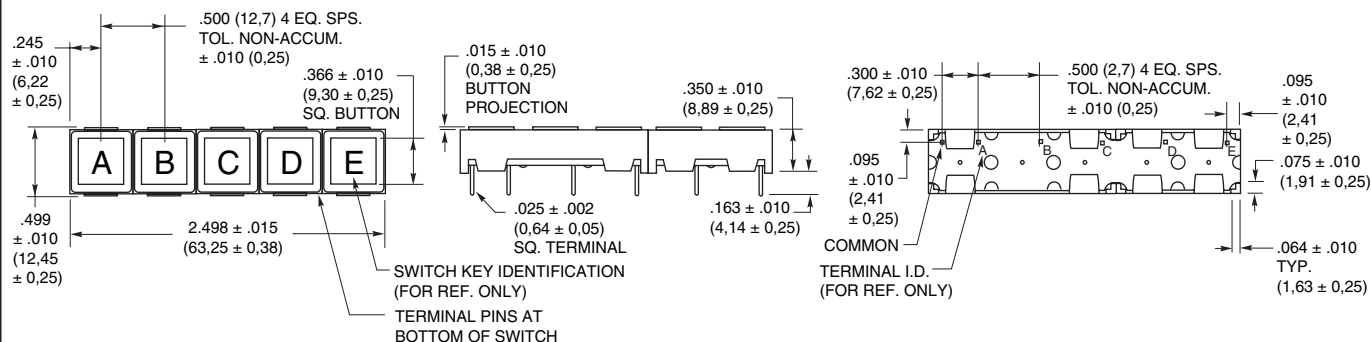 .500 (12,7) 4 EQ. SPS.
TOL. NON-ACCUM.
± .010 (0,25)
.245
± .010
(6,22
± 0,25)
.366 ± .010
(9,30 ± 0,25)
SQ. BUTTON
A B C D E
.499
± .010
(12,45
± 0,25)
2.498 ± .015
(63,25 ± 0,38)
SWITCH KEY IDENTIFICATION
(FOR REF. ONLY)
TERMINAL PINS AT
BOTTOM OF SWITCH
.015 ± .010
(0,38 ± 0,25)
BUTTON
PROJECTION
.350 ± .010
(8,89 ± 0,25)
.025 ± .002
(0,64 ± 0,05)
SQ. TERMINAL
.163 ± .010
(4,14 ± 0,25)
.300 ± .010
(7,62 ± 0,25)
.500 (2,7) 4 EQ. SPS.
TOL. NON-ACCUM.
± .010 (0,25)
.095
± .010
(2,41
± 0,25)
A B C D E
.095
± .010
(2,41
± 0,25)
.075 ± .010
(1,91 ± 0,25)
COMMON
TERMINAL I.D.
(FOR REF. ONLY)
.064 ± .010
TYP.
(1,63 ± 0,25)